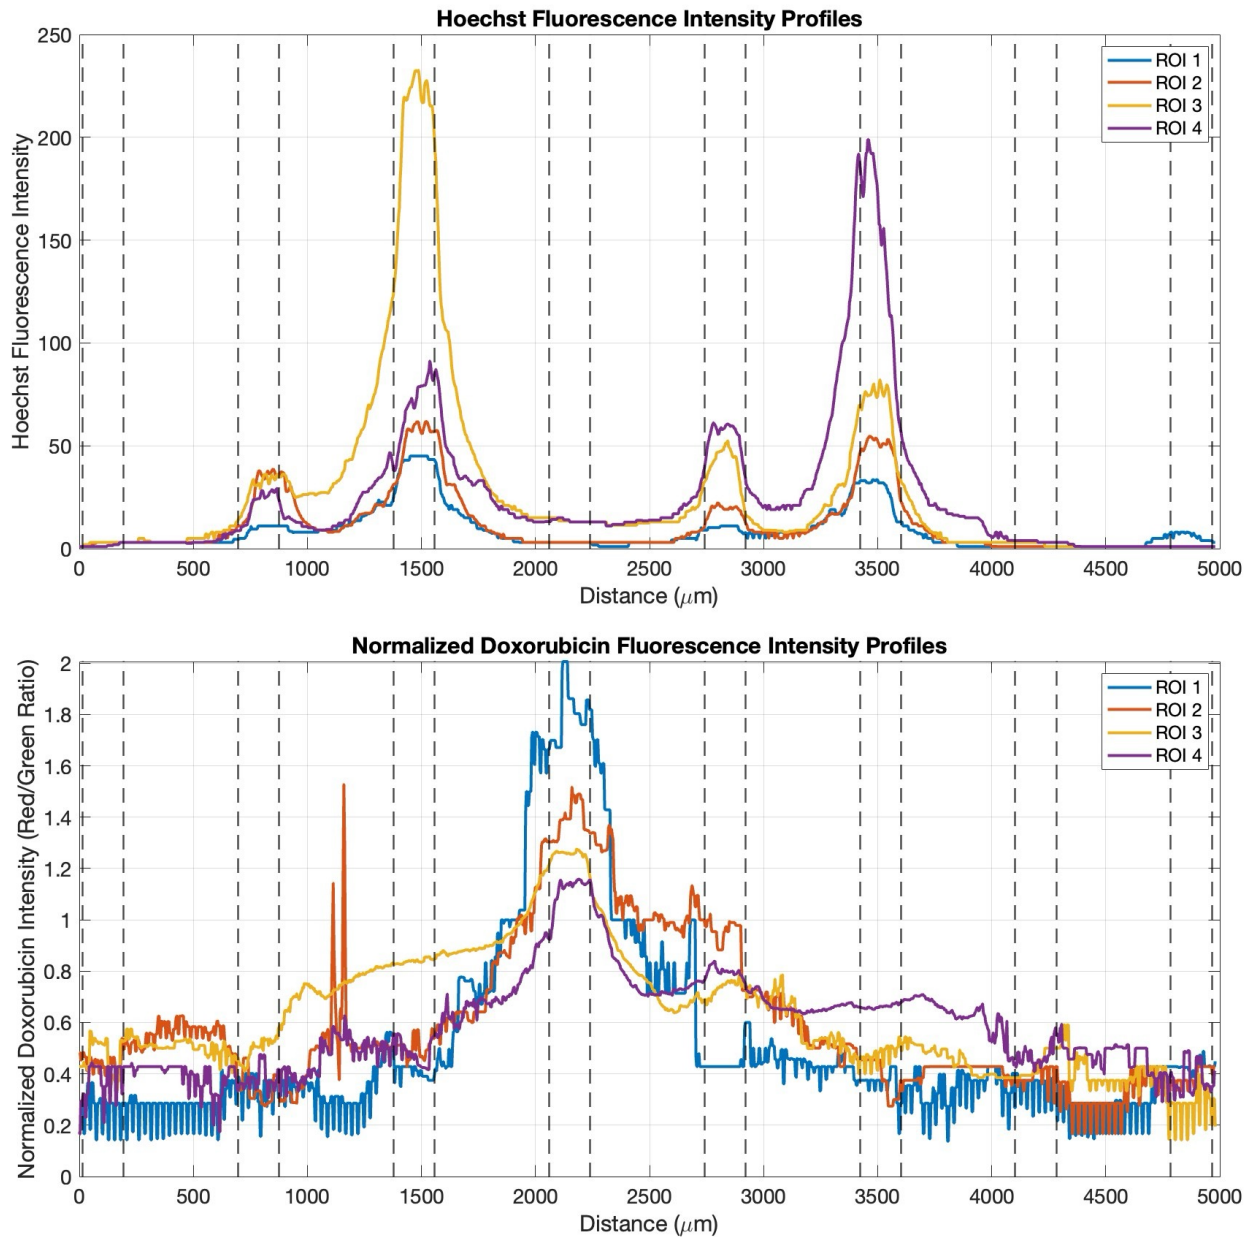 Hoechst Fluorescence Intensity Profiles
Hoechst Fluorescence Intensity
250
200
150
100
50
0
ROI 1
ROI 2
ROI 3
ROI 4
0 500 1000 1500 2000 2500 3000 3500 4000 4500 5000
Distance (μm)
Normalized Doxorubicin Fluorescence Intensity Profiles
Normalized Doxorubicin Intensity (Red/Green Ratio)
2
1.8
1.6
1.4
1.2
1
0.8
0.6
0.4
0.2
0
ROI 1
ROI 2
ROI 3
ROI 4
0 500 1000 1500 2000 2500 3000 3500 4000 4500 5000
Distance (μm)